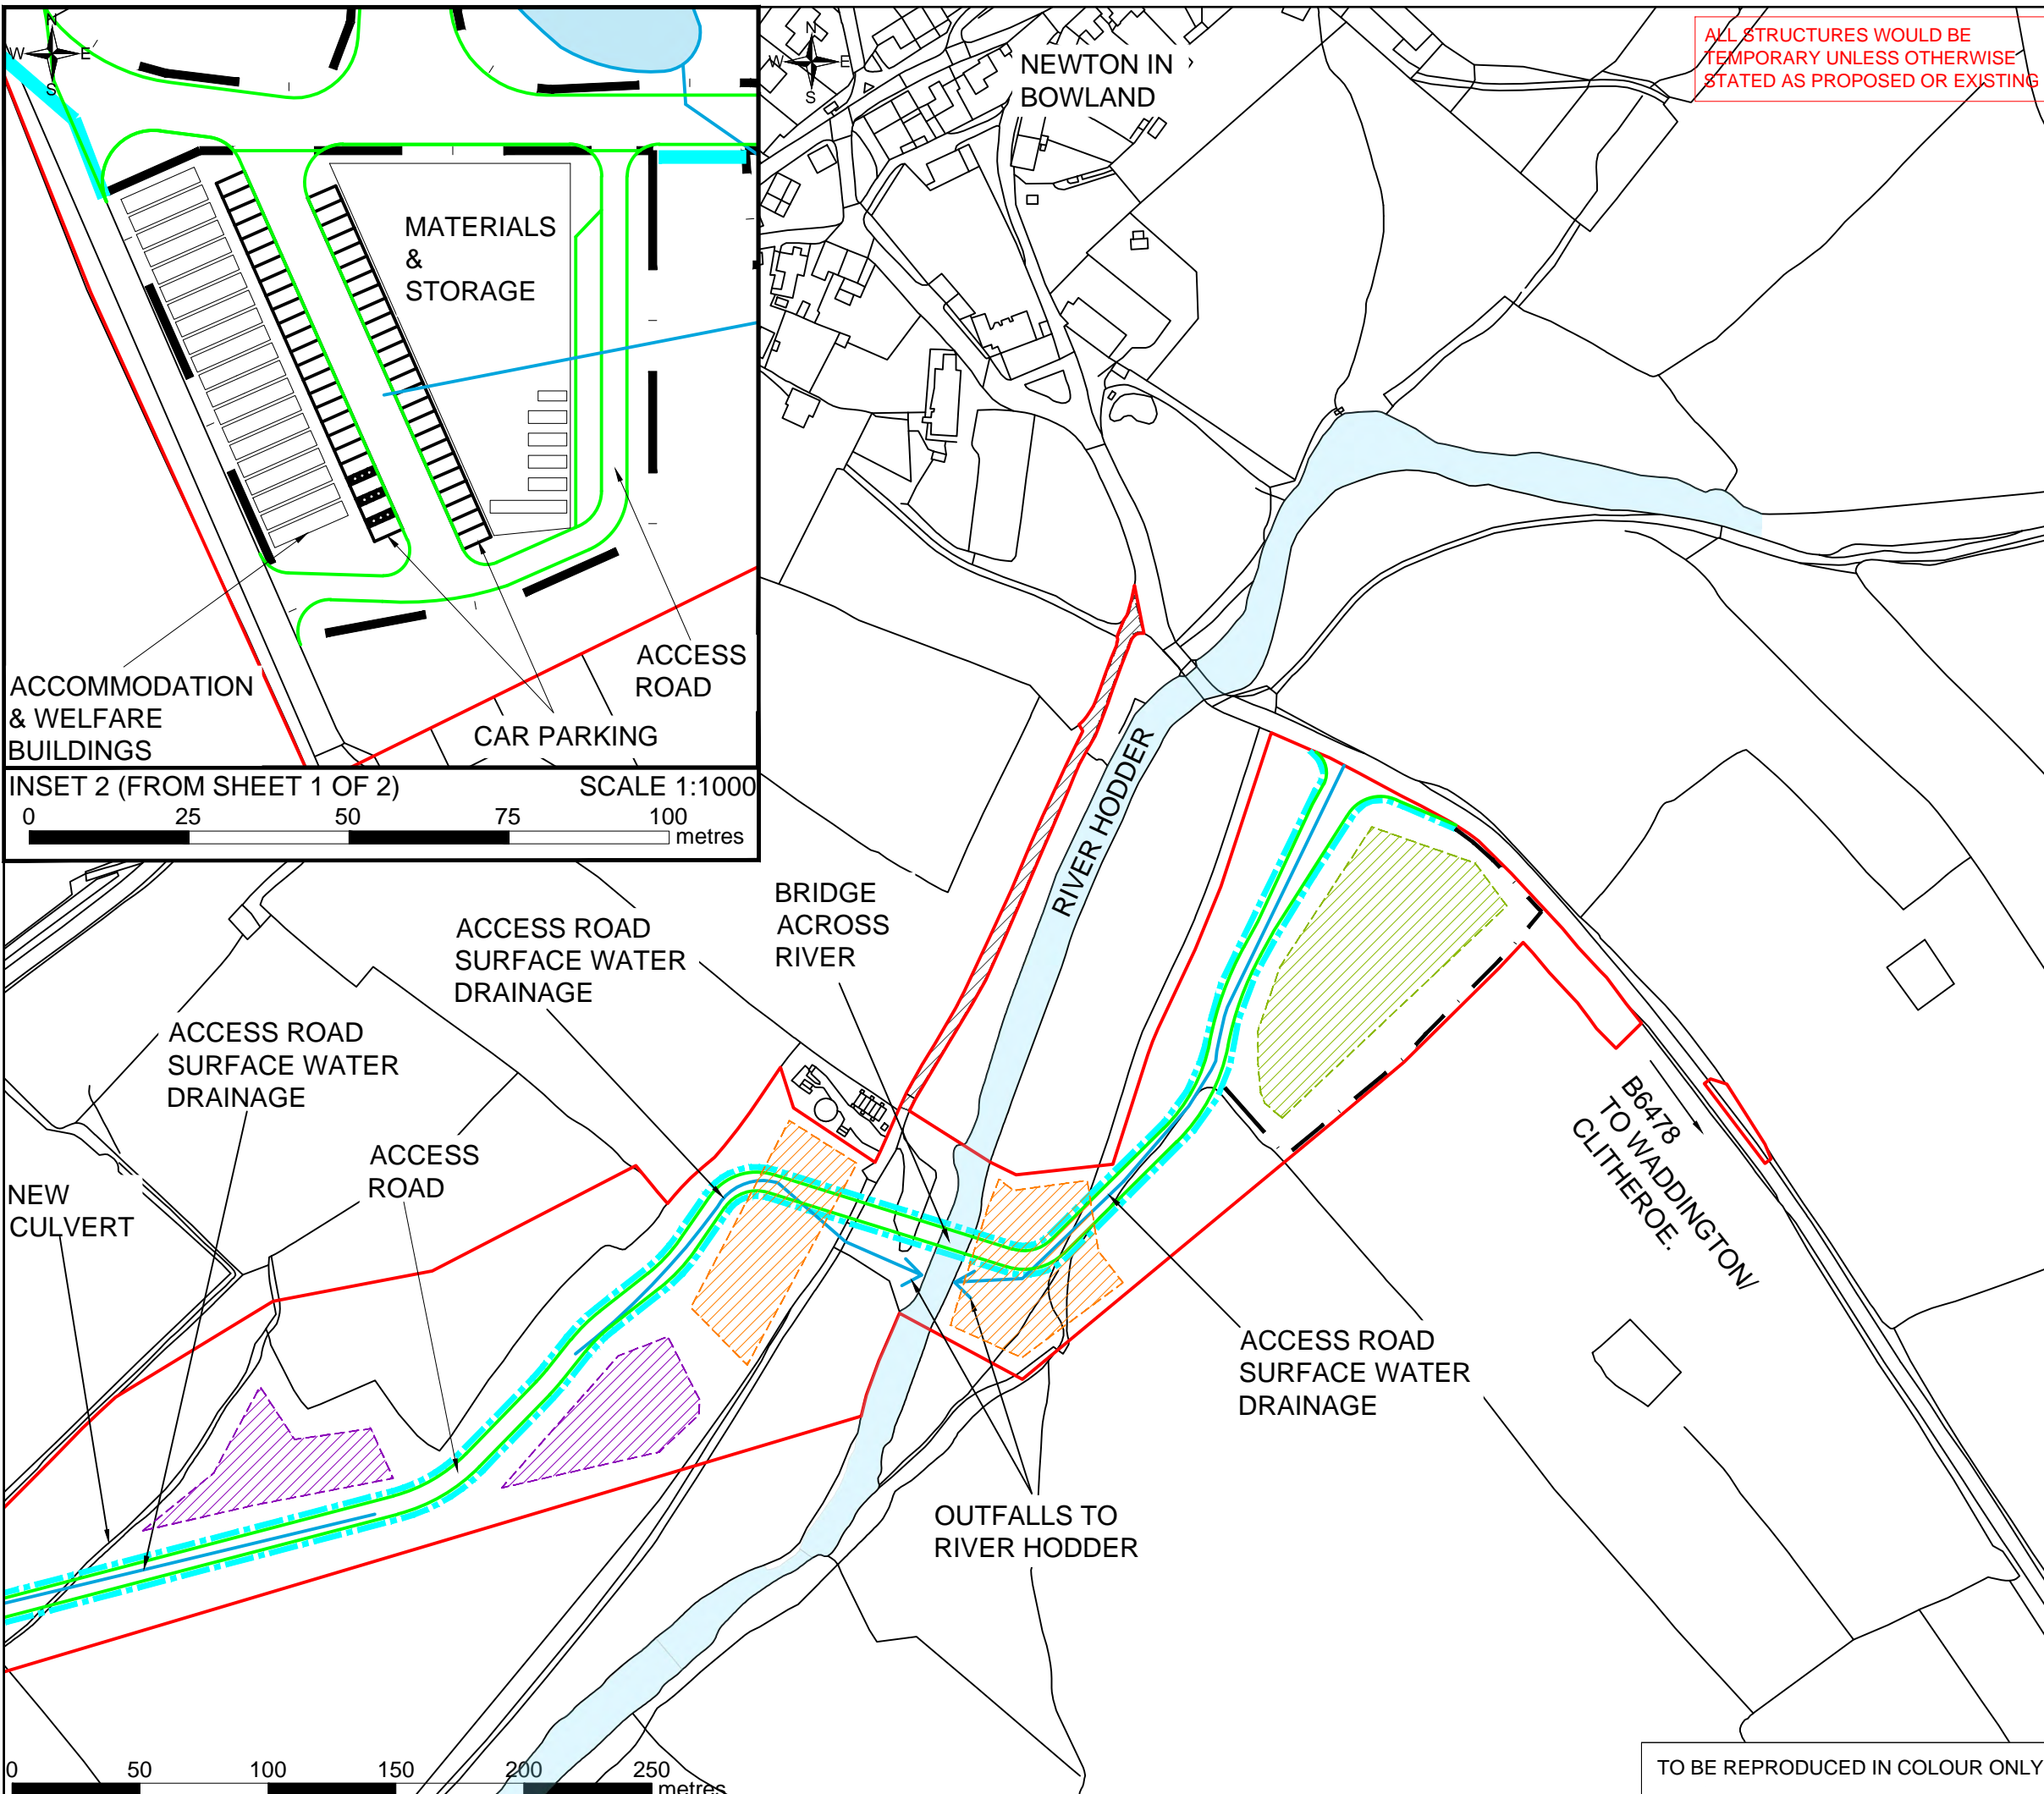 N
W E
S
MATERIALS
&
STORAGE
ACCOMMODATION
& WELFARE
BUILDINGS
CAR PARKING
ACCESS
ROAD
INSET 2 (FROM SHEET 1 OF 2) SCALE 1:1000
0 25 50 75 100
metres
N
W E
S
NEWTON IN
BOWLAND
ALL STRUCTURES WOULD BE
TEMPORARY UNLESS OTHERWISE
STATED AS PROPOSED OR EXISTING
RIVER HODDER
BRIDGE
ACROSS
RIVER
ACCESS ROAD
SURFACE WATER
DRAINAGE
ACCESS ROAD
SURFACE WATER
DRAINAGE
ACCESS
ROAD
NEW
CULVERT
B6478
TO WADDINGTON/
CLITHEROE.
ACCESS ROAD
SURFACE WATER
DRAINAGE
OUTFALLS TO
RIVER HODDER
0 50 100 150 200 250
metres
TO BE REPRODUCED IN COLOUR ONLY